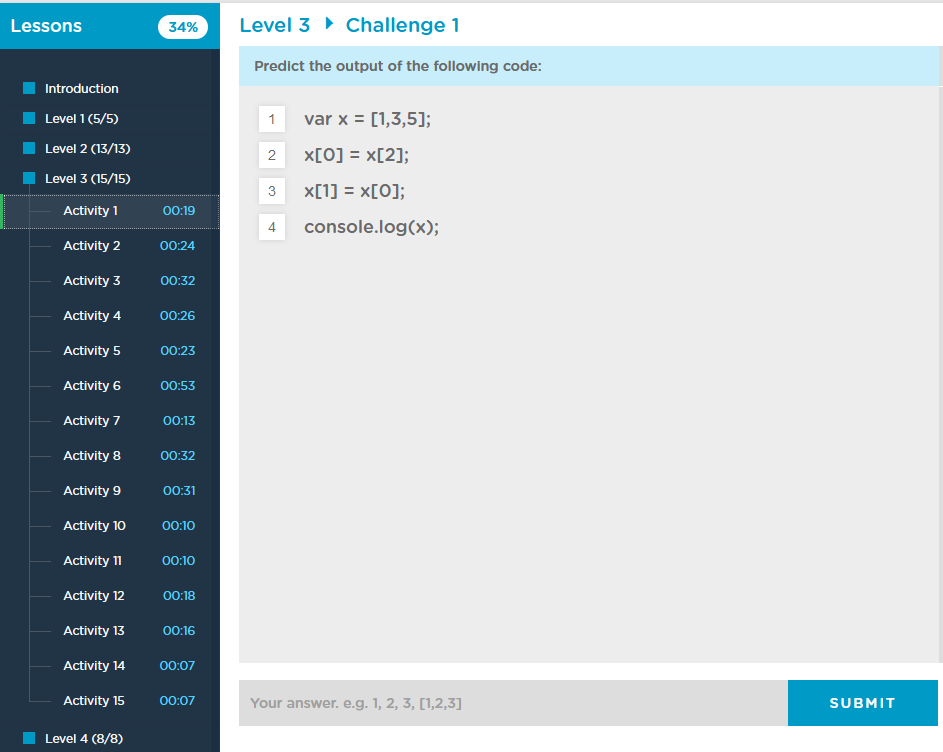 Lessons 34%
Introduction
Level 1 (5/5)
Level 2 (13/13)
Level 3 (15/15)
Activity 1 00:19
Activity 2 00:24
Activity 3 00:32
Activity 4 00:26
Activity 5 00:23
Activity 6 00:53
Activity 7 00:13
Activity 8 00:32
Activity 9 00:31
Activity 10 00:10
Activity 11 00:10
Activity 12 00:18
Activity 13 00:16
Activity 14 00:07
Activity 15 00:07
Level 4 (8/8)
Level 3 Challenge 1
Predict the output of the following code:
1 var x = [1,3,5];
2 x[0] = x[2];
3 x[1] = x[0];
4 console.log(x);
Your answer. e.g. 1, 2, 3, [1,2,3]
SUBMIT